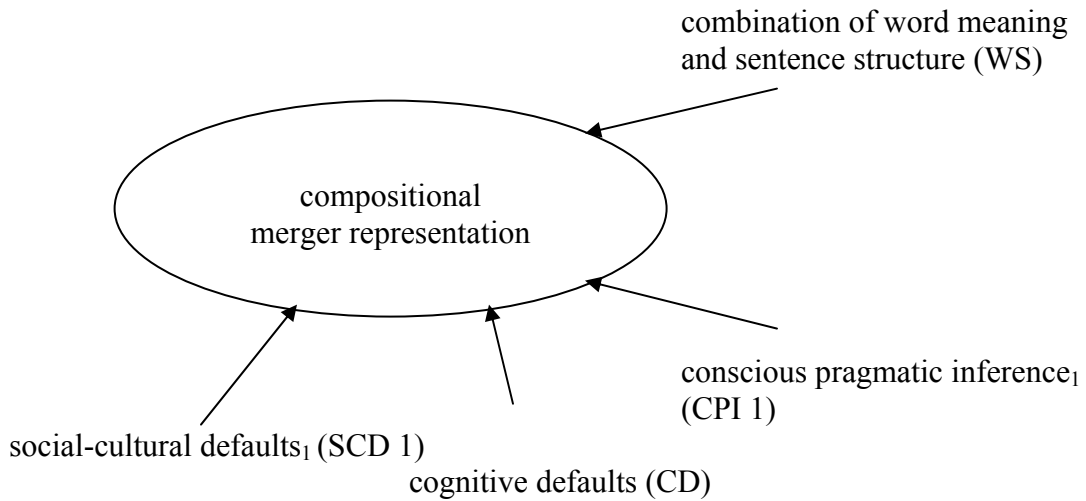 combination of word meaning
and sentence structure (WS)
compositional
merger representation
conscious pragmatic inference₁
(CPI 1)
social-cultural defaults₁ (SCD 1)
cognitive defaults (CD)